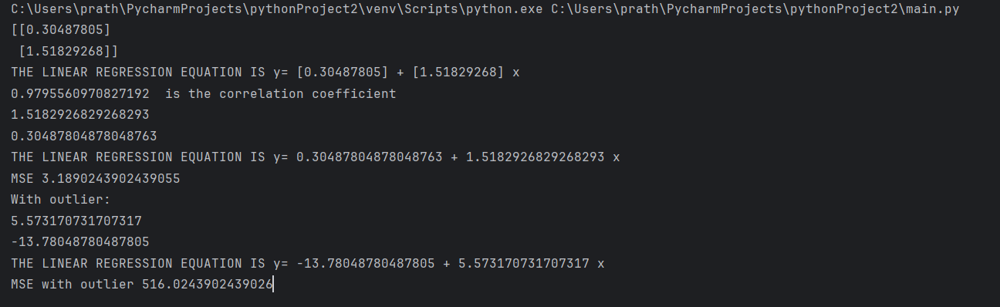 C:\Users\prath\PycharmProjects\pythonProject2\venv\Scripts\python.exe C:\Users\prath\PycharmProjects\pythonProject2\main.py
[[0.30487805]
 [1.51829268]]
THE LINEAR REGRESSION EQUATION IS y= [0.30487805] + [1.51829268] x
0.9795560970827192  is the correlation coefficient
1.5182926829268293
0.30487804878048763
THE LINEAR REGRESSION EQUATION IS y= 0.30487804878048763 + 1.5182926829268293 x
MSE 3.1890243902439055
With outlier:
5.573170731707317
-13.78048780487805
THE LINEAR REGRESSION EQUATION IS y= -13.78048780487805 + 5.573170731707317 x
MSE with outlier 516.0243902439026